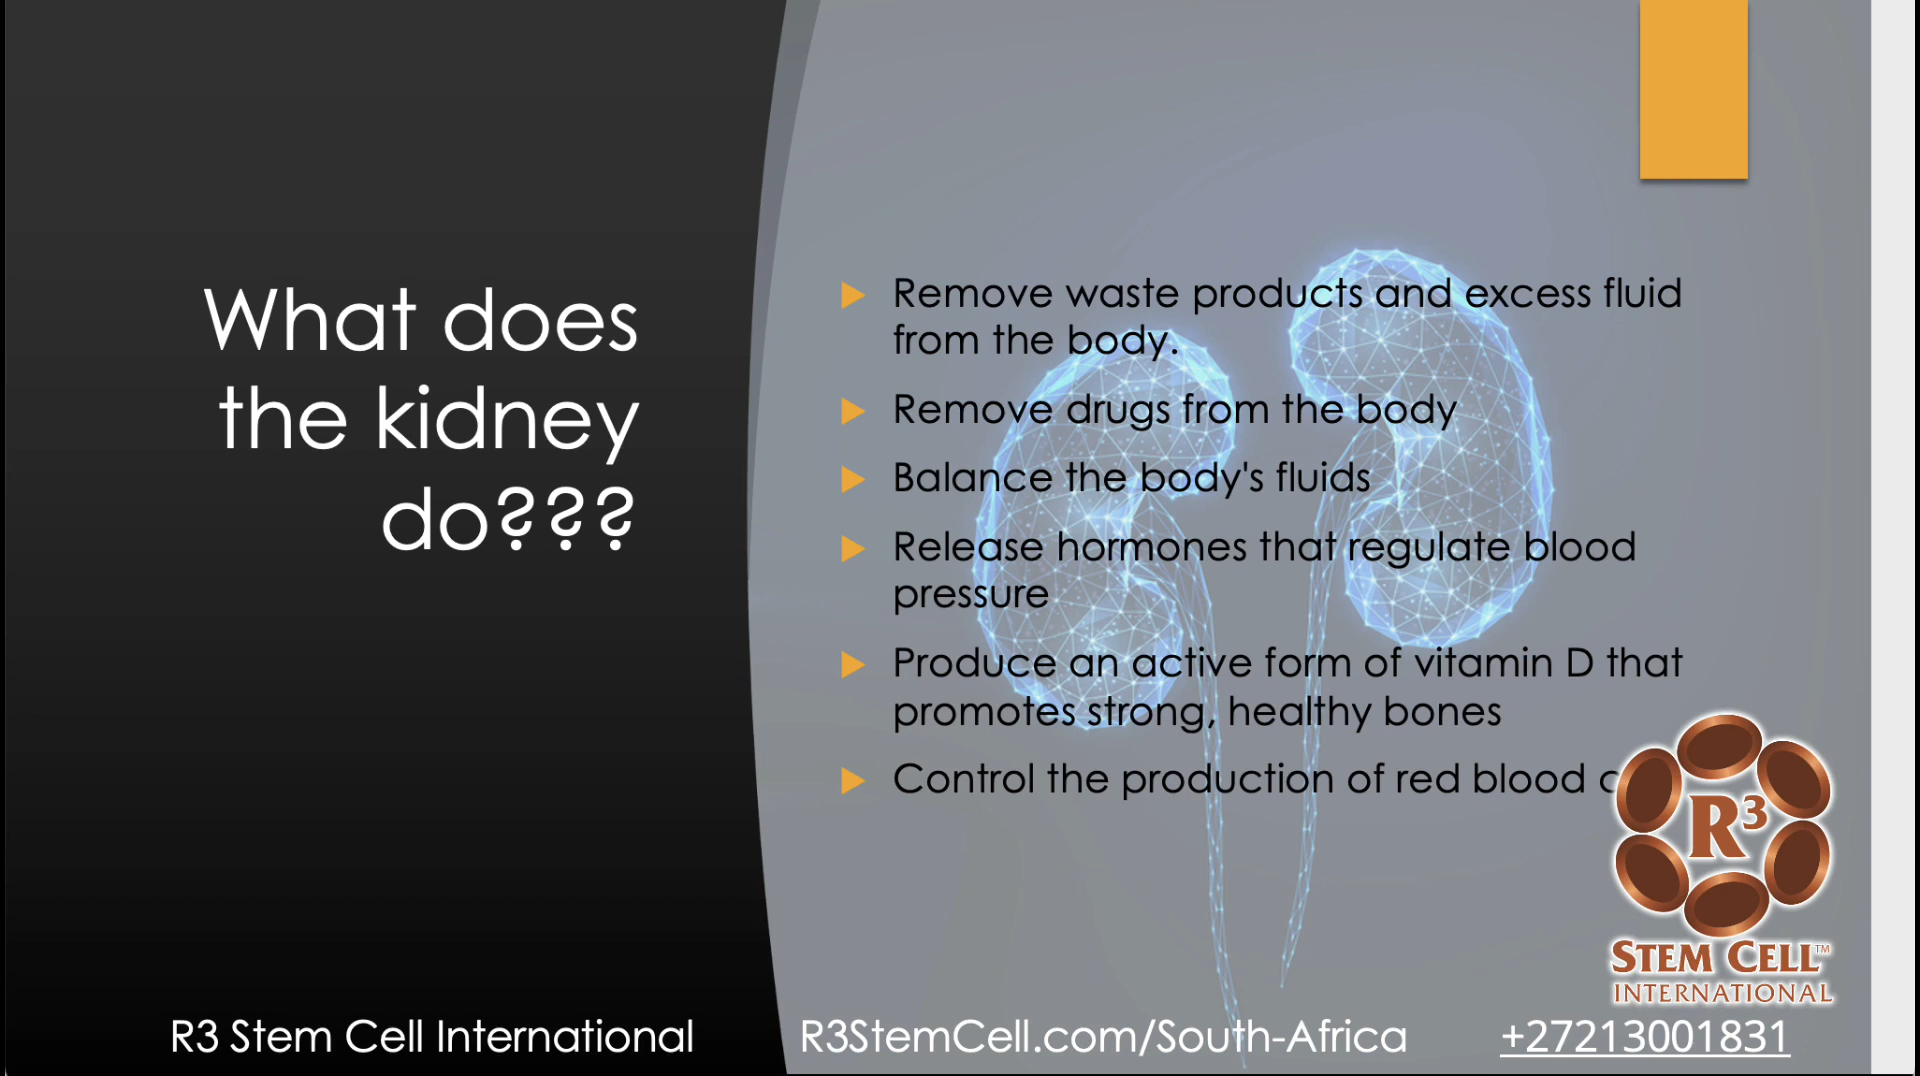 What does
the kidney
do???
Remove waste products and excess fluid
from the body.
Remove drugs from the body
Balance the body's fluids
Release hormones that regulate blood
pressure
Produce an active form of vitamin D that
promotes strong, healthy bones
Control the production of red blood
R3
STEM CELL™
INTERNATIONAL
R3 Stem Cell International
R3StemCell.com/South-Africa
+27213001831